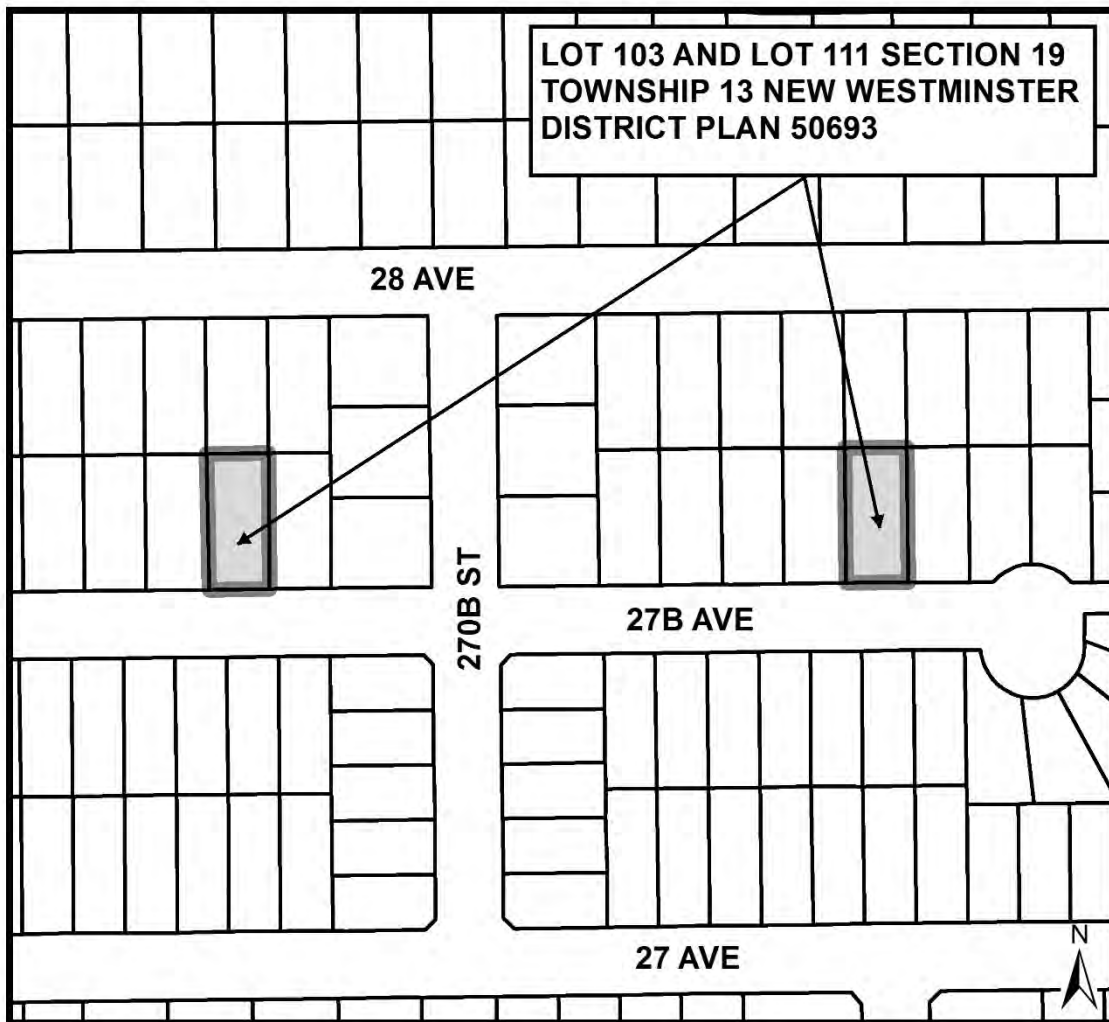 LOT 103 AND LOT 111 SECTION 19
TOWNSHIP 13 NEW WESTMINSTER
DISTRICT PLAN 50693
28 AVE
270B ST
27B AVE
27 AVE
N